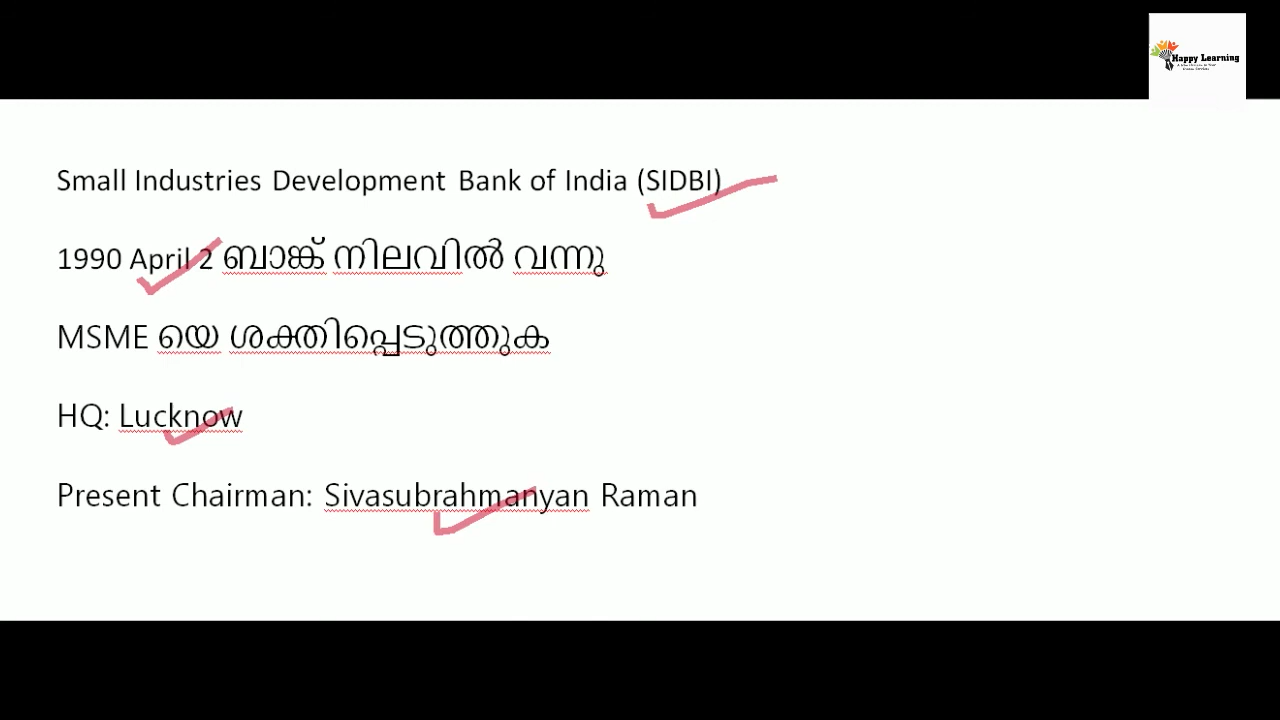 Happy Learning
Small Industries Development Bank of India (SIDBI)
1990 April 2 ബാങ്ക് നിലവിൽ വന്നു
MSME യെ ശക്തിപ്പെടുത്തുക
HQ: Lucknow
Present Chairman: Sivasubrahmanyan Raman